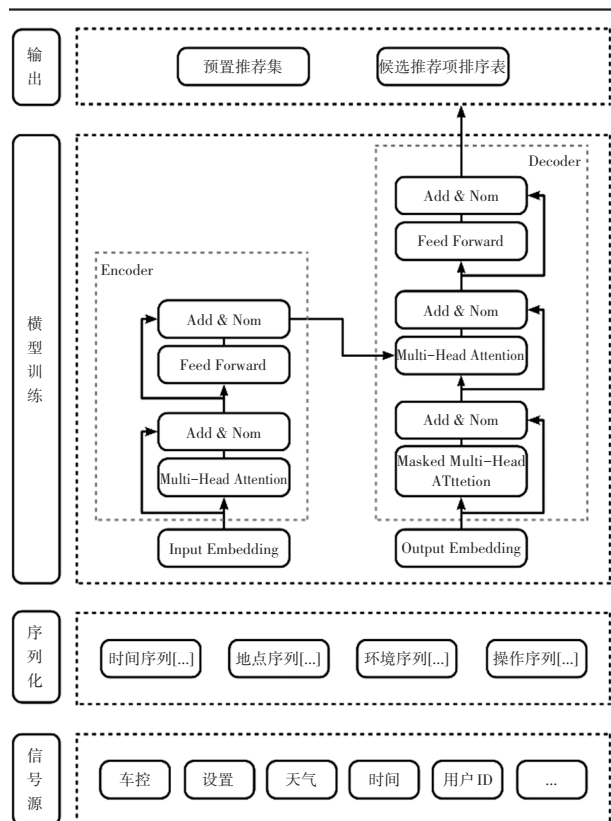 输出
预置推荐集
候选推荐项排序表
横型训练
Decoder
Add & Nom
Feed Forward
Encoder
Add & Nom
Add & Nom
Feed Forward
Multi-Head Attention
Add & Nom
Add & Nom
Multi-Head Attention
Masked Multi-Head
ATttetion
Input Embedding
Output Embedding
序列化
时间序列[...]
地点序列[...]
环境序列[...]
操作序列[...]
信号源
车控
设置
天气
时间
用户 ID
...